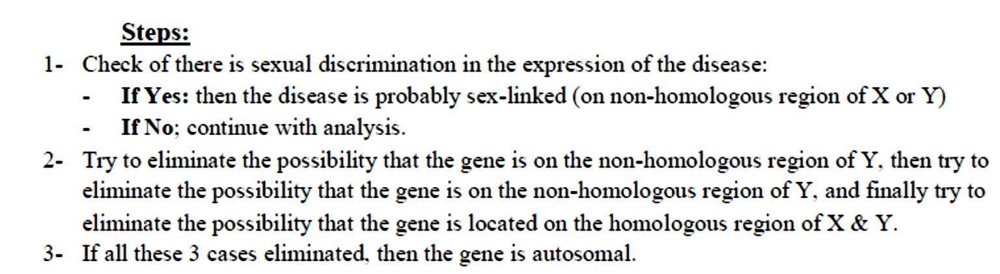 Steps:
1- Check of there is sexual discrimination in the expression of the disease:
- If Yes: then the disease is probably sex-linked (on non-homologous region of X or Y)
- If No; continue with analysis.
2- Try to eliminate the possibility that the gene is on the non-homologous region of Y, then try to
eliminate the possibility that the gene is on the non-homologous region of Y, and finally try to
eliminate the possibility that the gene is located on the homologous region of X & Y.
3- If all these 3 cases eliminated, then the gene is autosomal.